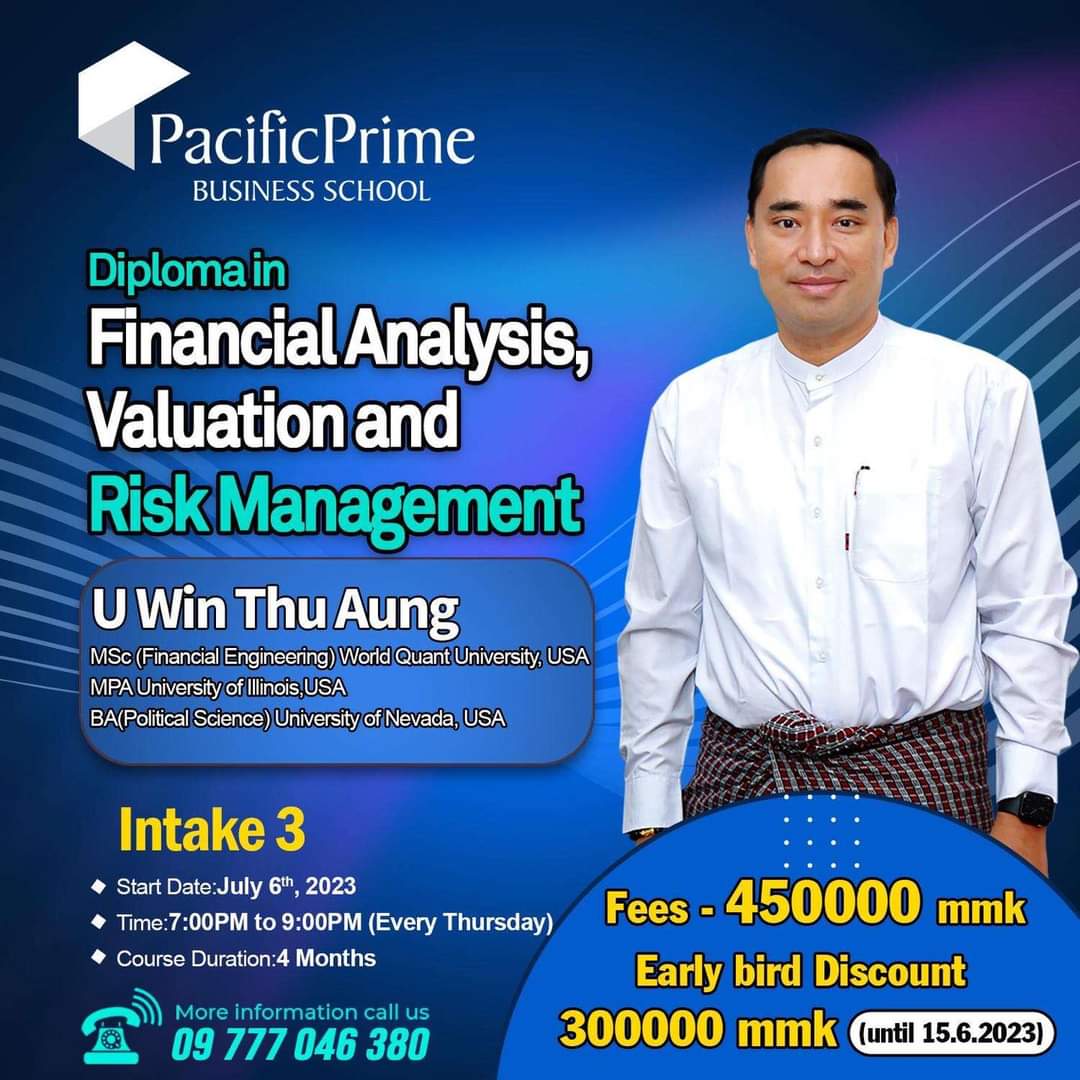 PacificPrime
BUSINESS SCHOOL
Diploma in
Financial Analysis,
Valuation and
Risk Management
U Win Thu Aung
MSc (Financial Engineering) World Quant University, USA
MPA University of Illinois,USA
BA(Political Science) University of Nevada, USA
Intake 3
Start Date:July 6th, 2023
Time:7:00PM to 9:00PM (Every Thursday)
Course Duration:4 Months
More information call us
09 777 046 380
Fees - 450000 mmk
Early bird Discount
300000 mmk (until 15.6.2023)